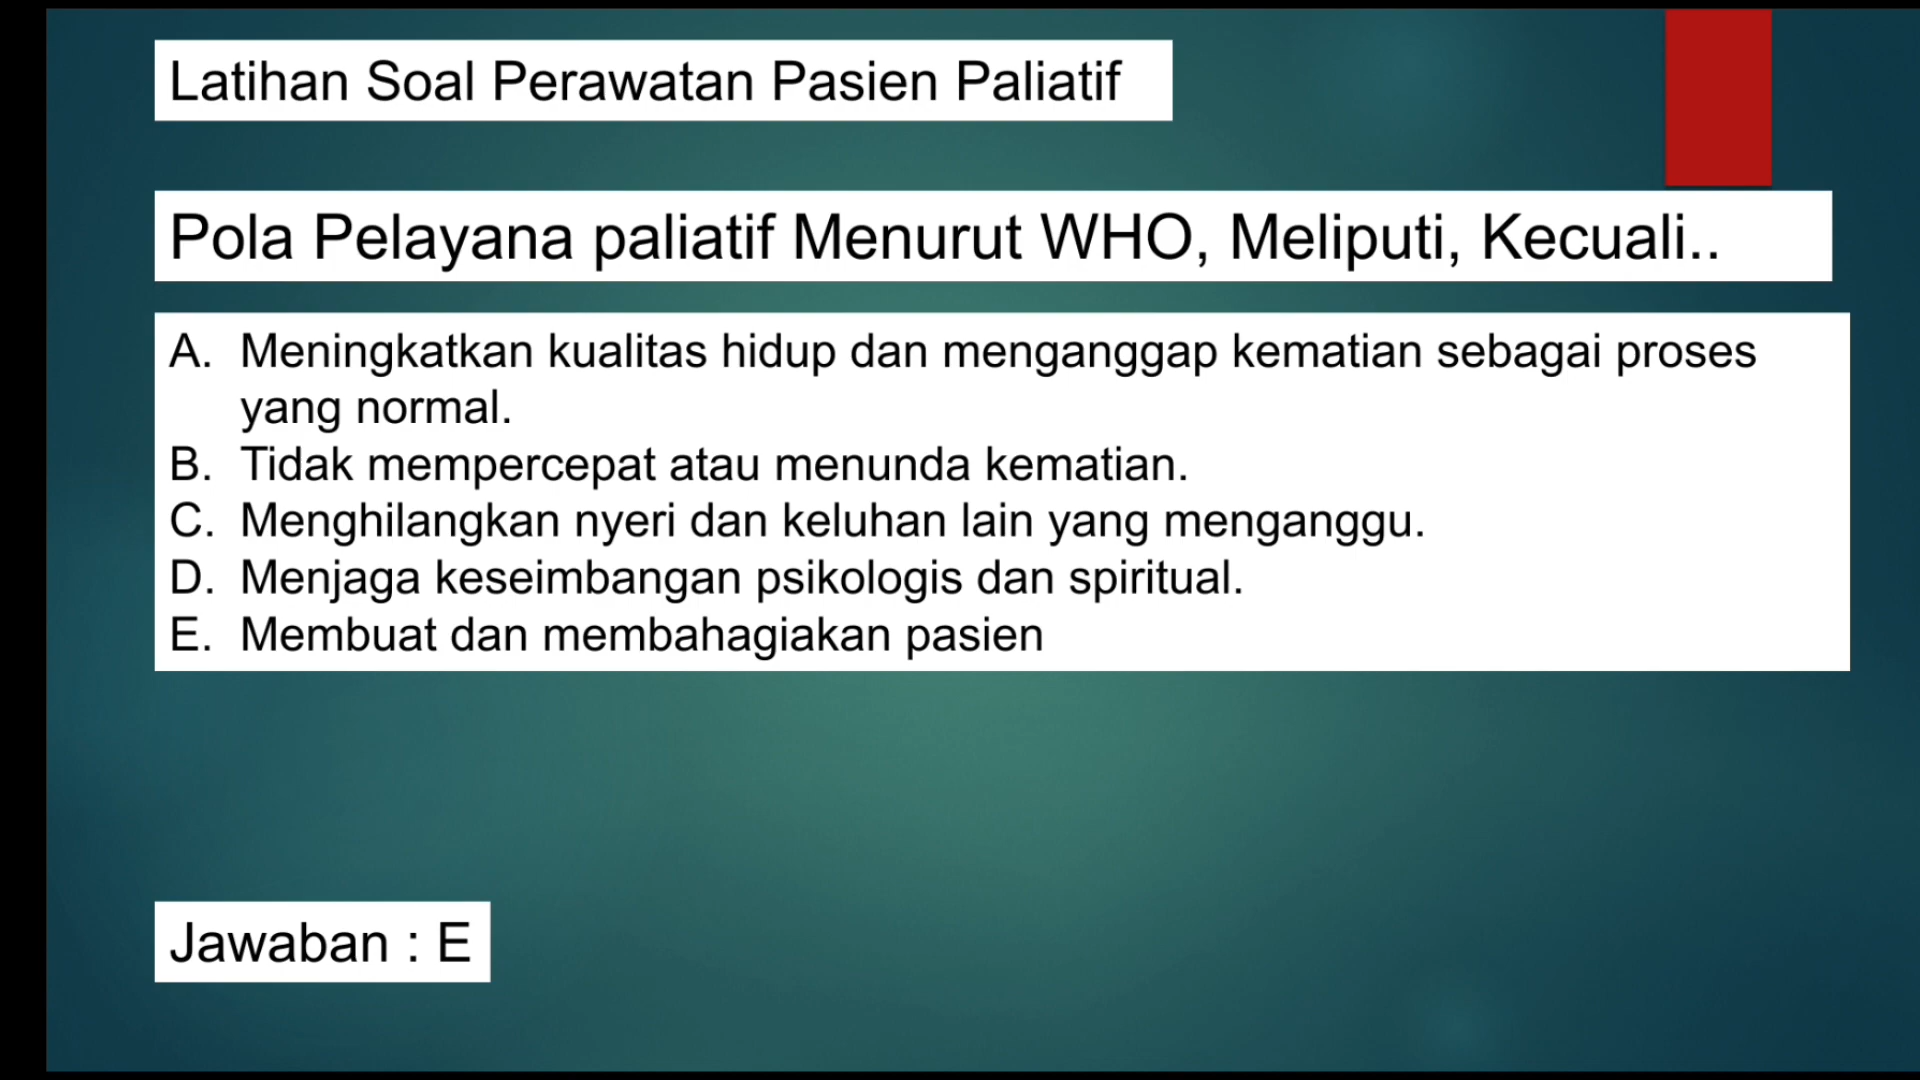 Latihan Soal Perawatan Pasien Paliatif
Pola Pelayana paliatif Menurut WHO, Meliputi, Kecuali..
A. Meningkatkan kualitas hidup dan menganggap kematian sebagai proses
yang normal.
B. Tidak mempercepat atau menunda kematian.
C. Menghilangkan nyeri dan keluhan lain yang menganggu.
D. Menjaga keseimbangan psikologis dan spiritual.
E. Membuat dan membahagiakan pasien
Jawaban : E